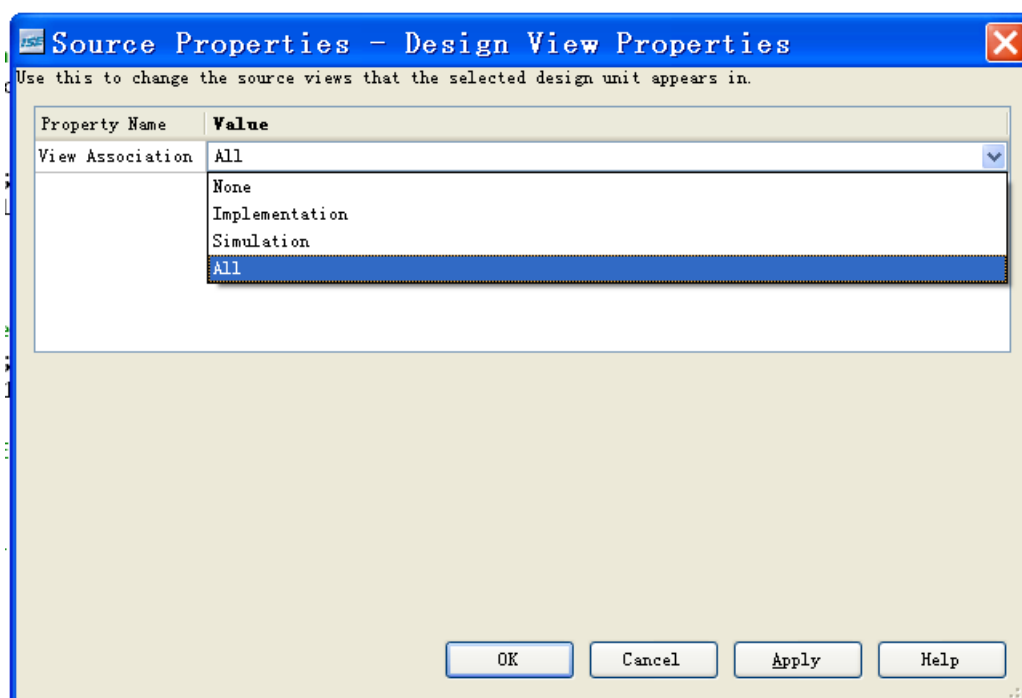 ISE Source Properties - Design View Properties
Use this to change the source views that the selected design unit appears in.
Property Name Value
View Association All
None
Implementation
Simulation
All
OK Cancel Apply Help